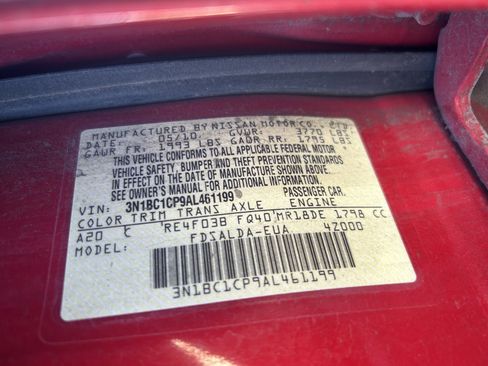 MANUFACTURED BY NISSAN MOTOR CO., LTD.
DATE: 05/10 GVWR: 3770 LBS
GAWR FR: 1993 LBS GAWR RR: 1795 LBS
THIS VEHICLE CONFORMS TO ALL APPLICABLE FEDERAL MOTOR
VEHICLE SAFETY, BUMPER AND THEFT PREVENTION STANDARDS
IN EFFECT ON THE DATE OF MANUFACTURE SHOWN ABOVE.
SEE OWNER'S MANUAL FOR ADDITIONAL INFORMATION
VIN: 3N1BC1CP9AL461199 PASSENGER CAR.
COLOR TRIM TRANS AXLE ENGINE
A20 C RE4F03B FQ40 MR18DE 1798 CC
MODEL: FDSALDA-EUA 4Z000
3N1BC1CP9AL461199